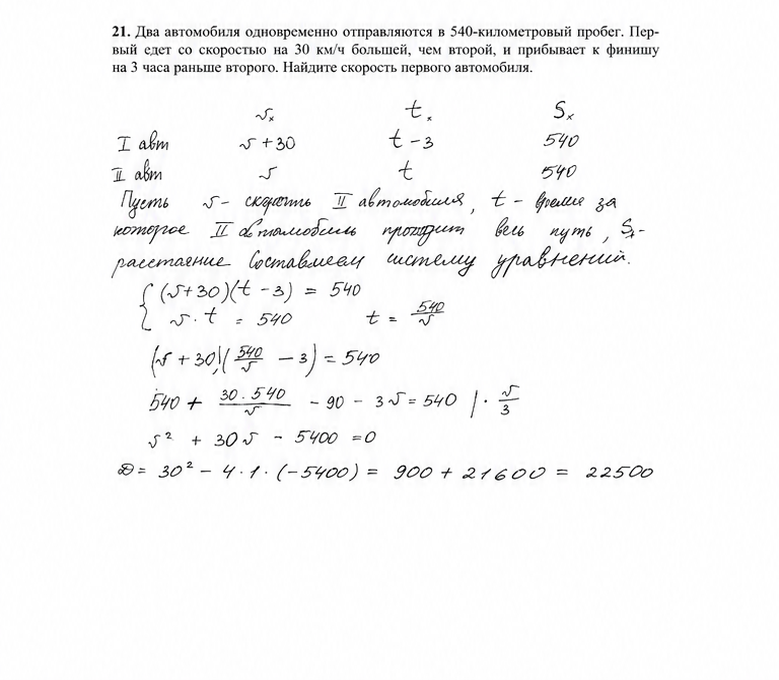 21. Два автомобиля одновременно отправляются в 540-километровый пробег. Пер-
вый едет со скоростью на 30 км/ч большей, чем второй, и прибывает к финишу
на 3 часа раньше второго. Найдите скорость первого автомобиля.
vₓ tₓ Sₓ
I авт v + 30 t − 3 540
II авт v t 540
Пусть v − скорость II автомобиля, t − время за
которое II автомобиль проходит весь путь, Sₓ-
расстояние Составляем систему уравнений.
{ (v+30)(t − 3) = 540
{ v · t = 540 t = 540/v
(v + 30)(540/v − 3) = 540
540 + 30 · 540/v − 90 − 3v = 540 | · v/3
v² + 30v − 5400 = 0
D = 30² − 4 · 1 · (−5400) = 900 + 21600 = 22500